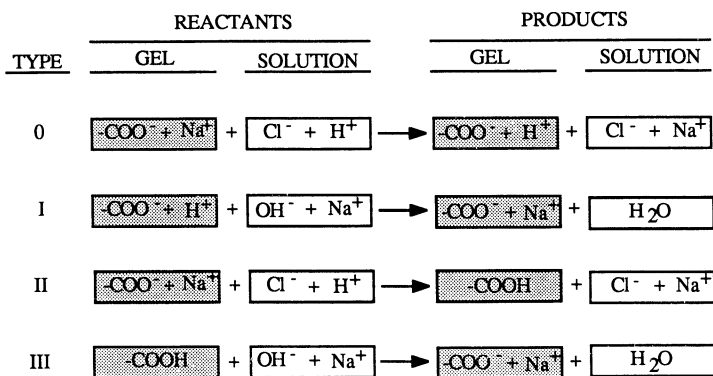 REACTANTS PRODUCTS
TYPE GEL SOLUTION GEL SOLUTION
0 -COO⁻ + Na⁺ + Cl⁻ + H⁺ → -COO⁻ + H⁺ + Cl⁻ + Na⁺
I -COO⁻ + H⁺ + OH⁻ + Na⁺ → -COO⁻ + Na⁺ + H₂O
II -COO⁻ + Na⁺ + Cl⁻ + H⁺ → -COOH + Cl⁻ + Na⁺
III -COOH + OH⁻ + Na⁺ → -COO⁻ + Na⁺ + H₂O